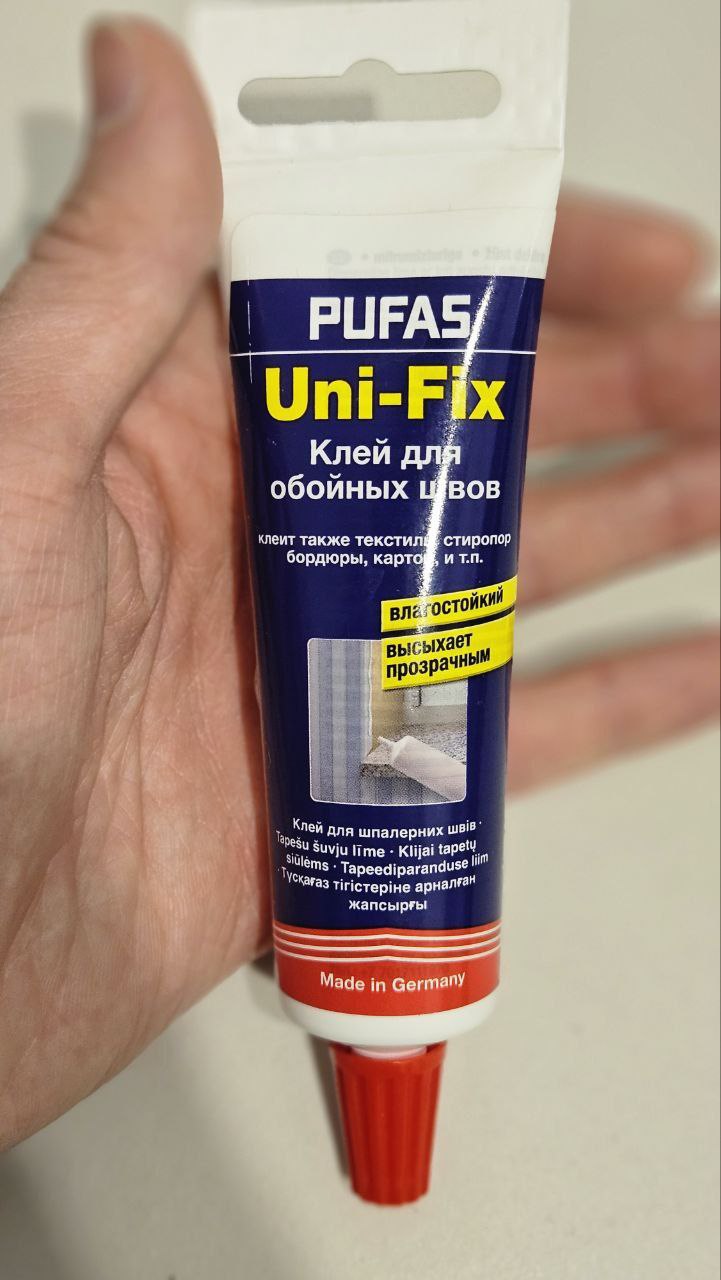 PUFAS
Uni-Fix
Клей для
обойных швов
клеит также текстиль, стиропор
бордюры, картон, и т.п.
влагостойкий
высыхает
прозрачным
Клей для шпалерних швів ·
Tapešu šuvju līme · Klijai tapetų
siūlėms · Tapeediparanduse liim
· Тұсқағаз тігістеріне арналған
жапсырғы
Made in Germany